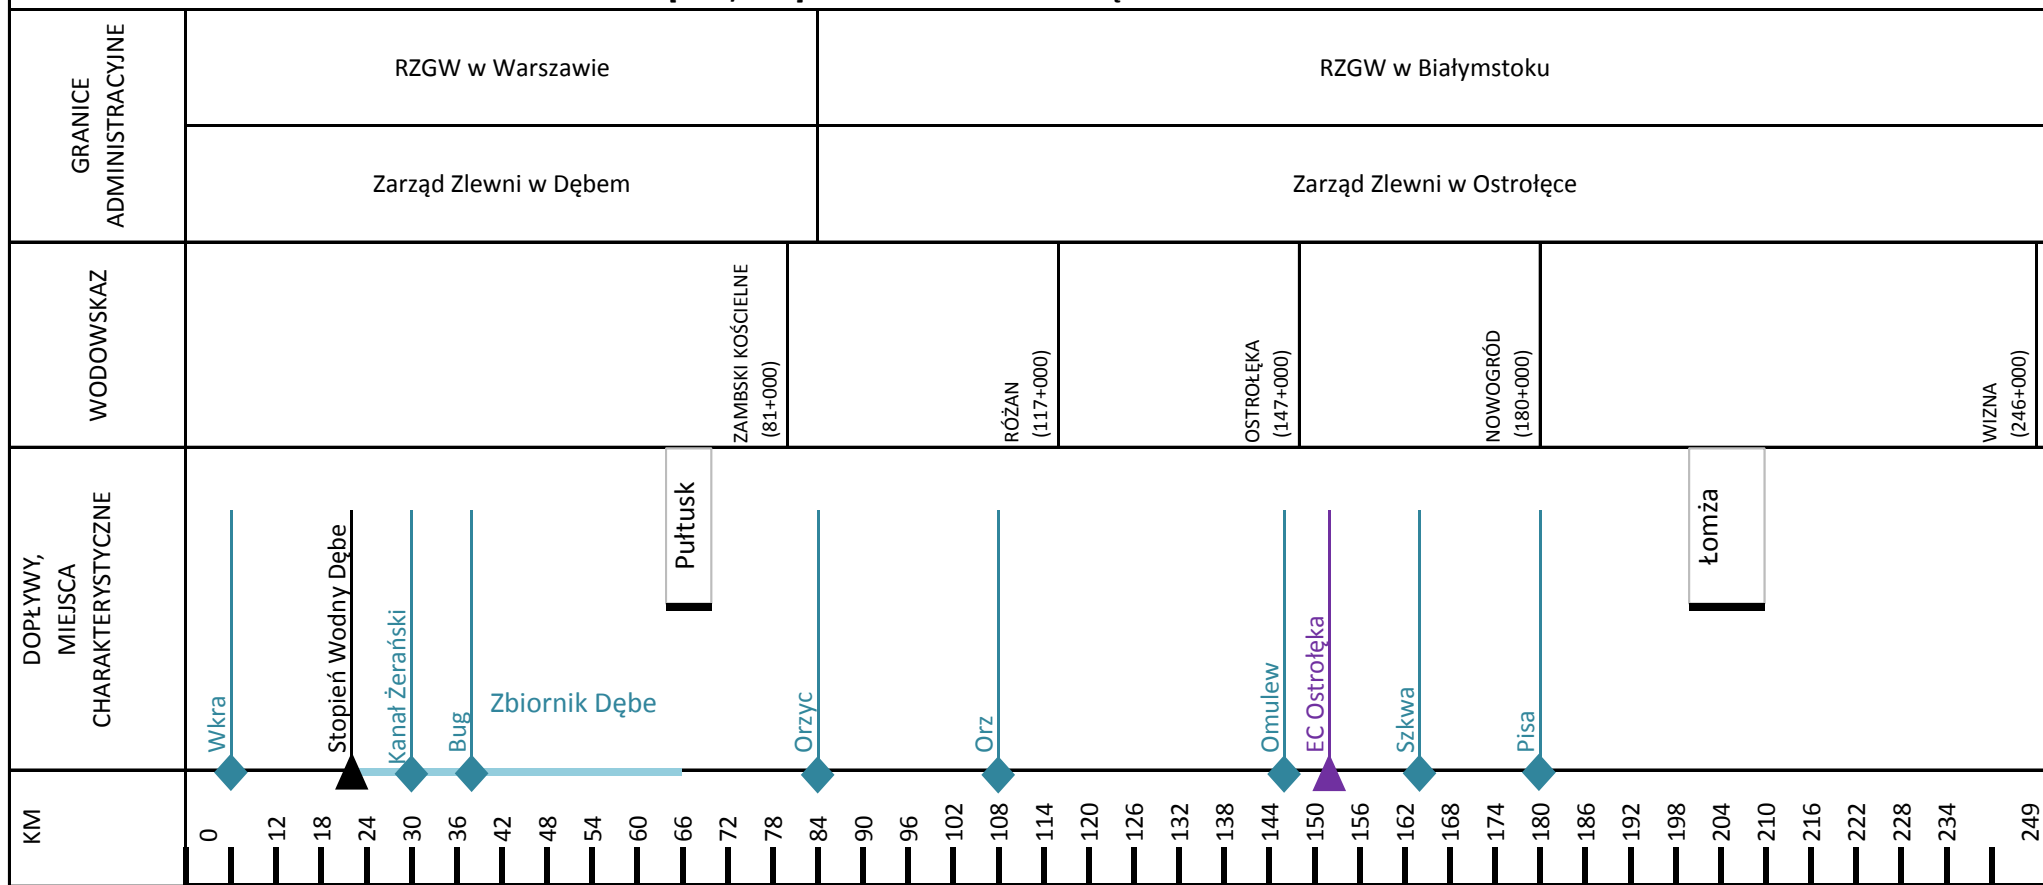 GRANICE
ADMINISTRACYJNE
RZGW w Warszawie
RZGW w Białymstoku
Zarząd Zlewni w Dębem
Zarząd Zlewni w Ostrołęce
WODOWSKAZ
ZAMBSKI KOŚCIELNE
(81+000)
RÓŻAN
(117+000)
OSTROŁĘKA
(147+000)
NOWOGRÓD
(180+000)
WIZNA
(246+000)
DOPŁYWY,
MIEJSCA
CHARAKTERYSTYCZNE
Wkra
Stopień Wodny Dębe
Kanał Żerański
Bug
Zbiornik Dębe
Pułtusk
Orzyc
Orz
Omulew
EC Ostrołęka
Szkwa
Pisa
Łomża
KM
0 12 18 24 30 36 42 48 54 60 66 72 78 84 90 96 102 108 114 120 126 132 138 144 150 156 162 168 174 180 186 192 198 204 210 216 222 228 234 249